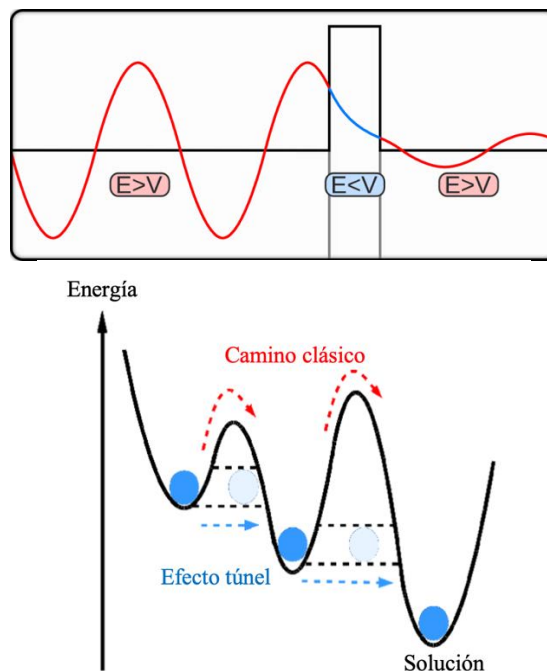 E>V
E<V
E>V
Energía
Camino clásico
Efecto túnel
Solución